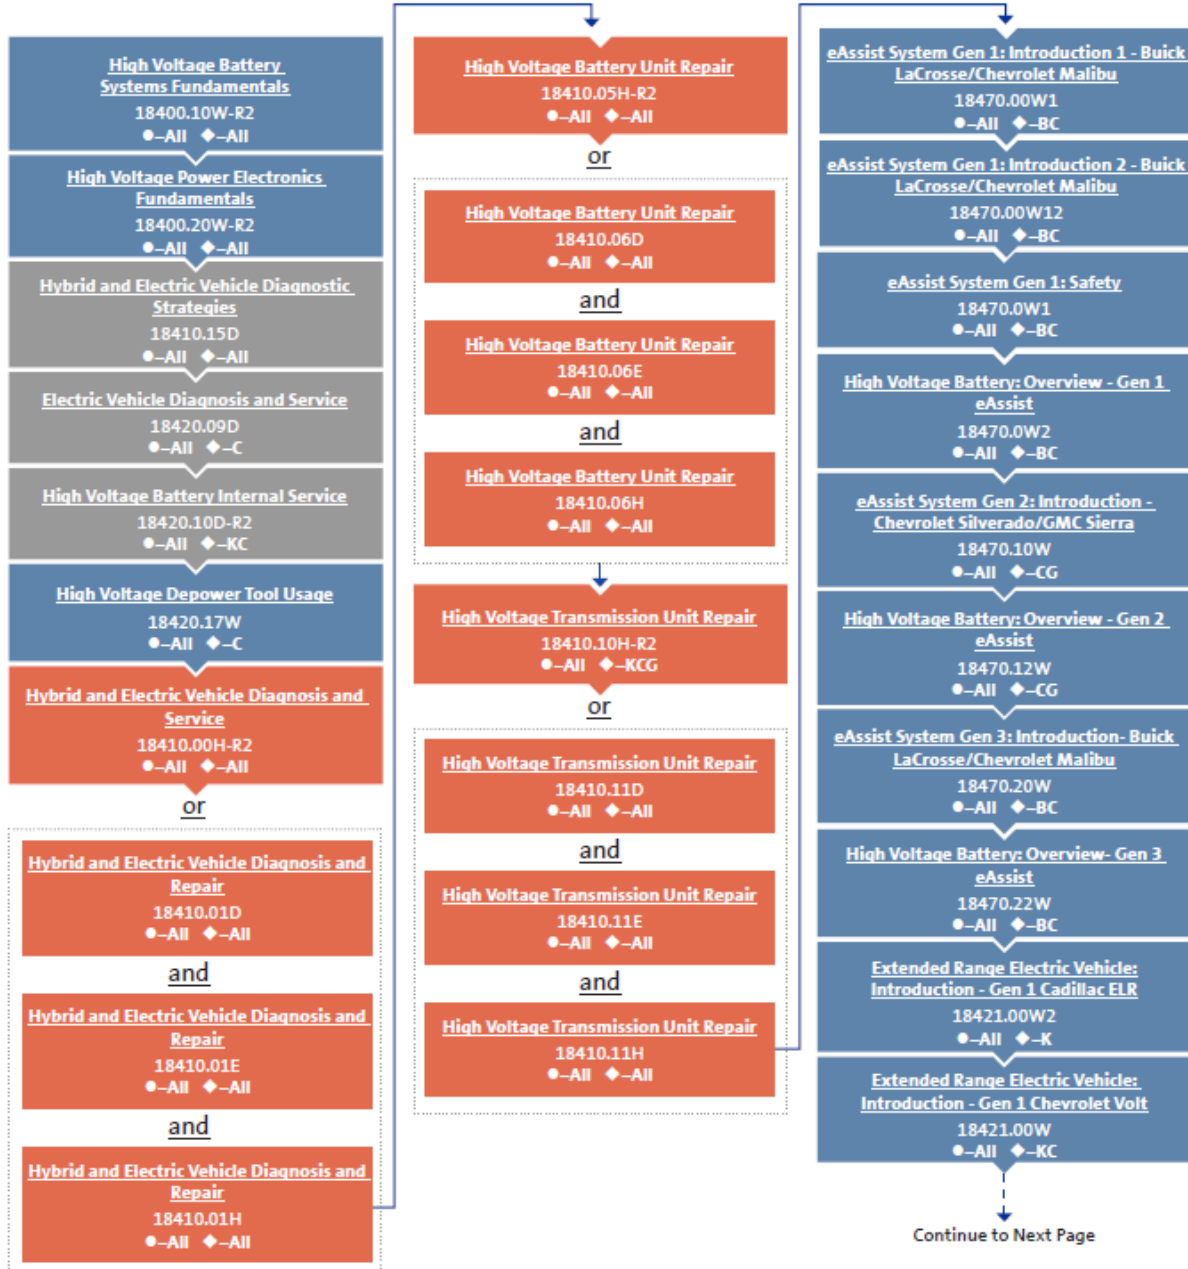 High Voltage Battery
Systems Fundamentals
18400.10W-R2
●–All ◆–All
High Voltage Power Electronics
Fundamentals
18400.20W-R2
●–All ◆–All
Hybrid and Electric Vehicle Diagnostic
Strategies
18410.15D
●–All ◆–All
Electric Vehicle Diagnosis and Service
18420.09D
●–All ◆–C
High Voltage Battery Internal Service
18420.10D-R2
●–All ◆–KC
High Voltage Depower Tool Usage
18420.17W
●–All ◆–C
Hybrid and Electric Vehicle Diagnosis and
Service
18410.00H-R2
●–All ◆–All
or
Hybrid and Electric Vehicle Diagnosis and
Repair
18410.01D
●–All ◆–All
and
Hybrid and Electric Vehicle Diagnosis and
Repair
18410.01E
●–All ◆–All
and
Hybrid and Electric Vehicle Diagnosis and
Repair
18410.01H
●–All ◆–All
High Voltage Battery Unit Repair
18410.05H-R2
●–All ◆–All
or
High Voltage Battery Unit Repair
18410.06D
●–All ◆–All
and
High Voltage Battery Unit Repair
18410.06E
●–All ◆–All
and
High Voltage Battery Unit Repair
18410.06H
●–All ◆–All
High Voltage Transmission Unit Repair
18410.10H-R2
●–All ◆–KCG
or
High Voltage Transmission Unit Repair
18410.11D
●–All ◆–All
and
High Voltage Transmission Unit Repair
18410.11E
●–All ◆–All
and
High Voltage Transmission Unit Repair
18410.11H
●–All ◆–All
eAssist System Gen 1: Introduction 1 - Buick
LaCrosse/Chevrolet Malibu
18470.00W1
●–All ◆–BC
eAssist System Gen 1: Introduction 2 - Buick
LaCrosse/Chevrolet Malibu
18470.00W12
●–All ◆–BC
eAssist System Gen 1: Safety
18470.0W1
●–All ◆–BC
High Voltage Battery: Overview - Gen 1
eAssist
18470.0W2
●–All ◆–BC
eAssist System Gen 2: Introduction -
Chevrolet Silverado/GMC Sierra
18470.10W
●–All ◆–CG
High Voltage Battery: Overview - Gen 2
eAssist
18470.12W
●–All ◆–CG
eAssist System Gen 3: Introduction- Buick
LaCrosse/Chevrolet Malibu
18470.20W
●–All ◆–BC
High Voltage Battery: Overview- Gen 3
eAssist
18470.22W
●–All ◆–BC
Extended Range Electric Vehicle:
Introduction - Gen 1 Cadillac ELR
18421.00W2
●–All ◆–K
Extended Range Electric Vehicle:
Introduction - Gen 1 Chevrolet Volt
18421.00W
●–All ◆–KC
Continue to Next Page